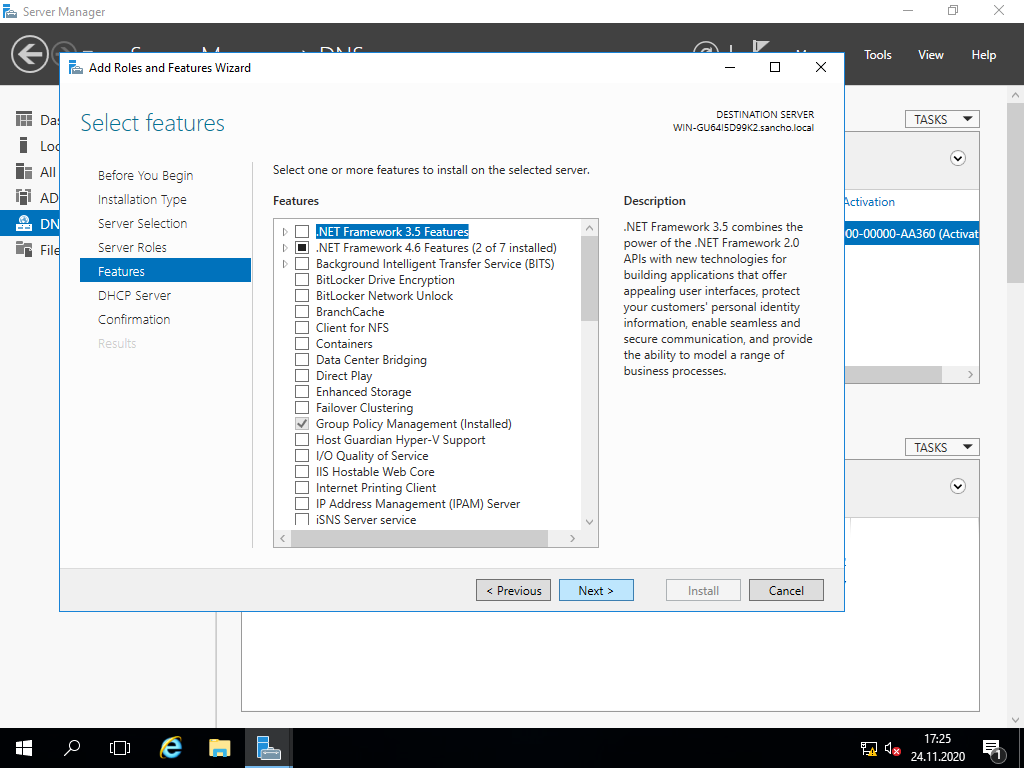 Server Manager
Tools View Help
Add Roles and Features Wizard
Select features
DESTINATION SERVER
WIN-GU64I5D99K2.sancho.local
TASKS
Before You Begin
Installation Type
Server Selection
Server Roles
Features
DHCP Server
Confirmation
Results
Select one or more features to install on the selected server.
Features
.NET Framework 3.5 Features
.NET Framework 4.6 Features (2 of 7 installed)
Background Intelligent Transfer Service (BITS)
BitLocker Drive Encryption
BitLocker Network Unlock
BranchCache
Client for NFS
Containers
Data Center Bridging
Direct Play
Enhanced Storage
Failover Clustering
Group Policy Management (Installed)
Host Guardian Hyper-V Support
I/O Quality of Service
IIS Hostable Web Core
Internet Printing Client
IP Address Management (IPAM) Server
iSNS Server service
Description
.NET Framework 3.5 combines the
power of the .NET Framework 2.0
APIs with new technologies for
building applications that offer
appealing user interfaces, protect
your customers' personal identity
information, enable seamless and
secure communication, and provide
the ability to model a range of
business processes.
Activation
00-00000-AA360 (Activat
TASKS
< Previous
Next >
Install
Cancel
Das
Loc
All
AD
DN
File
17:25
24.11.2020
1